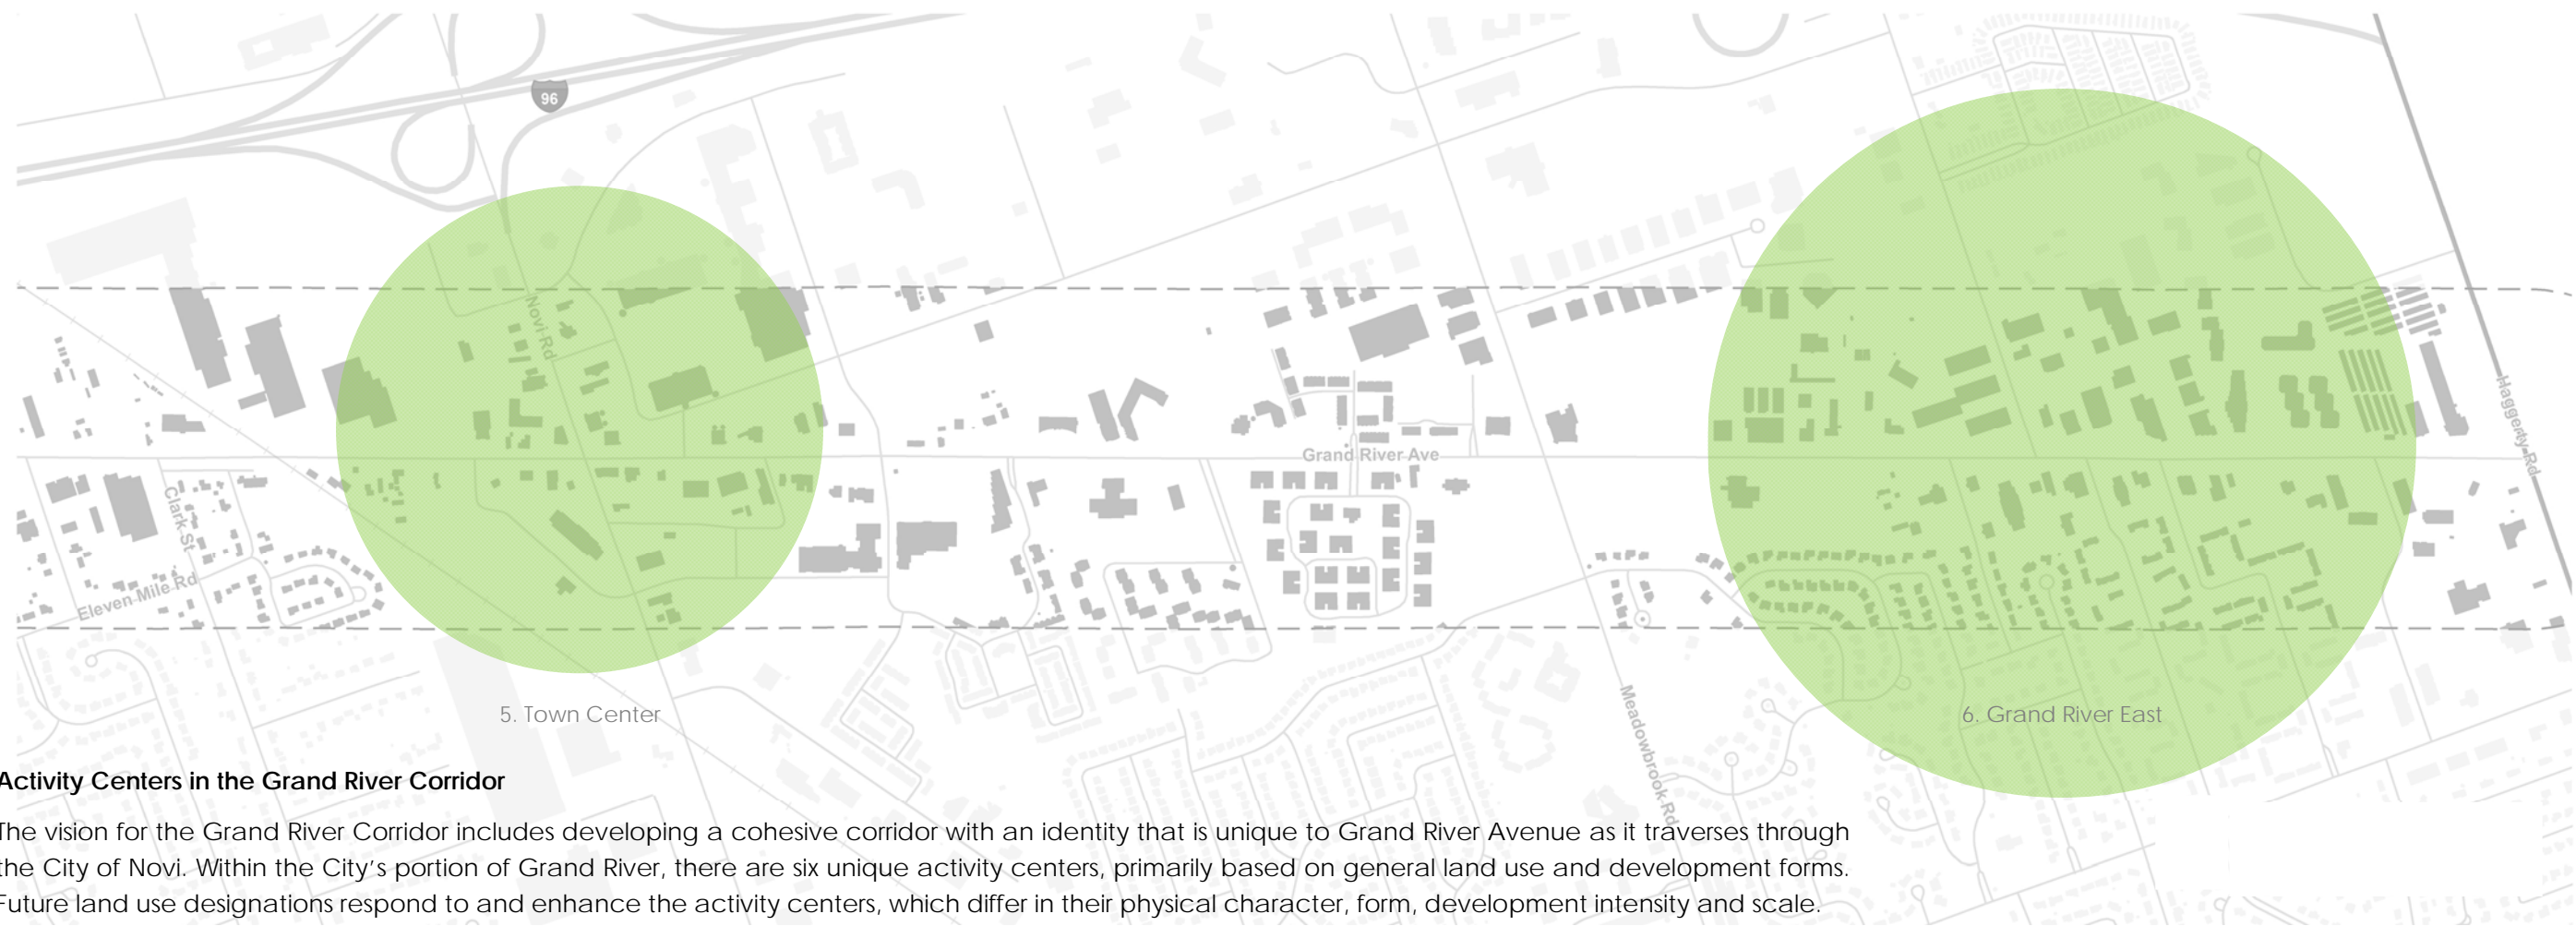 96
Novi Rd
Haggerty Rd
Grand River Ave
Clark St
Eleven Mile Rd
Meadowbrook Rd
5. Town Center
6. Grand River East
Activity Centers in the Grand River Corridor
The vision for the Grand River Corridor includes developing a cohesive corridor with an identity that is unique to Grand River Avenue as it traverses through
the City of Novi. Within the City's portion of Grand River, there are six unique activity centers, primarily based on general land use and development forms.
Future land use designations respond to and enhance the activity centers, which differ in their physical character, form, development intensity and scale.